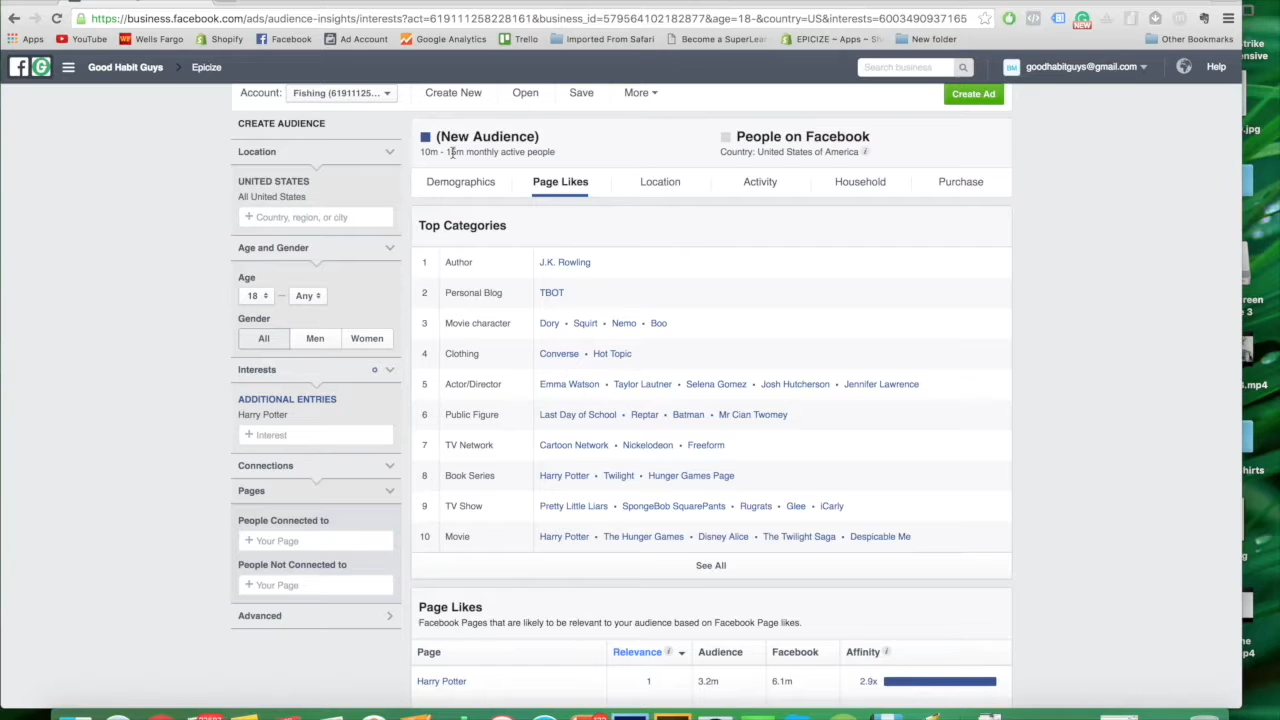 https://business.facebook.com/ads/audience-insights/interests?act=619111258228161&business_id=579564102182877&age=18-&country=US&interests=6003490937165
NEW
Apps YouTube Wells Fargo Shopify Facebook Ad Account Google Analytics Trello Imported From Safari Become a SuperLear EPICIZE ~ Apps ~ Sh New folder Other Bookmarks
Good Habit Guys > Epicize Search business BM goodhabitguys@gmail.com Help
Account: Fishing (61911125... Create New Open Save More Create Ad
CREATE AUDIENCE
Location
UNITED STATES
All United States
+ Country, region, or city
Age and Gender
Age
18 — Any
Gender
All Men Women
Interests
ADDITIONAL ENTRIES
Harry Potter
+ Interest
Connections
Pages
People Connected to
+ Your Page
People Not Connected to
+ Your Page
Advanced
(New Audience)
10m - 15m monthly active people
People on Facebook
Country: United States of America
Demographics Page Likes Location Activity Household Purchase
Top Categories
1 Author J.K. Rowling
2 Personal Blog TBOT
3 Movie character Dory • Squirt • Nemo • Boo
4 Clothing Converse • Hot Topic
5 Actor/Director Emma Watson • Taylor Lautner • Selena Gomez • Josh Hutcherson • Jennifer Lawrence
6 Public Figure Last Day of School • Reptar • Batman • Mr Cian Twomey
7 TV Network Cartoon Network • Nickelodeon • Freeform
8 Book Series Harry Potter • Twilight • Hunger Games Page
9 TV Show Pretty Little Liars • SpongeBob SquarePants • Rugrats • Glee • iCarly
10 Movie Harry Potter • The Hunger Games • Disney Alice • The Twilight Saga • Despicable Me
See All
Page Likes
Facebook Pages that are likely to be relevant to your audience based on Facebook Page likes.
Page Relevance Audience Facebook Affinity
Harry Potter 1 3.2m 6.1m 2.9x
.jpg
.mp4